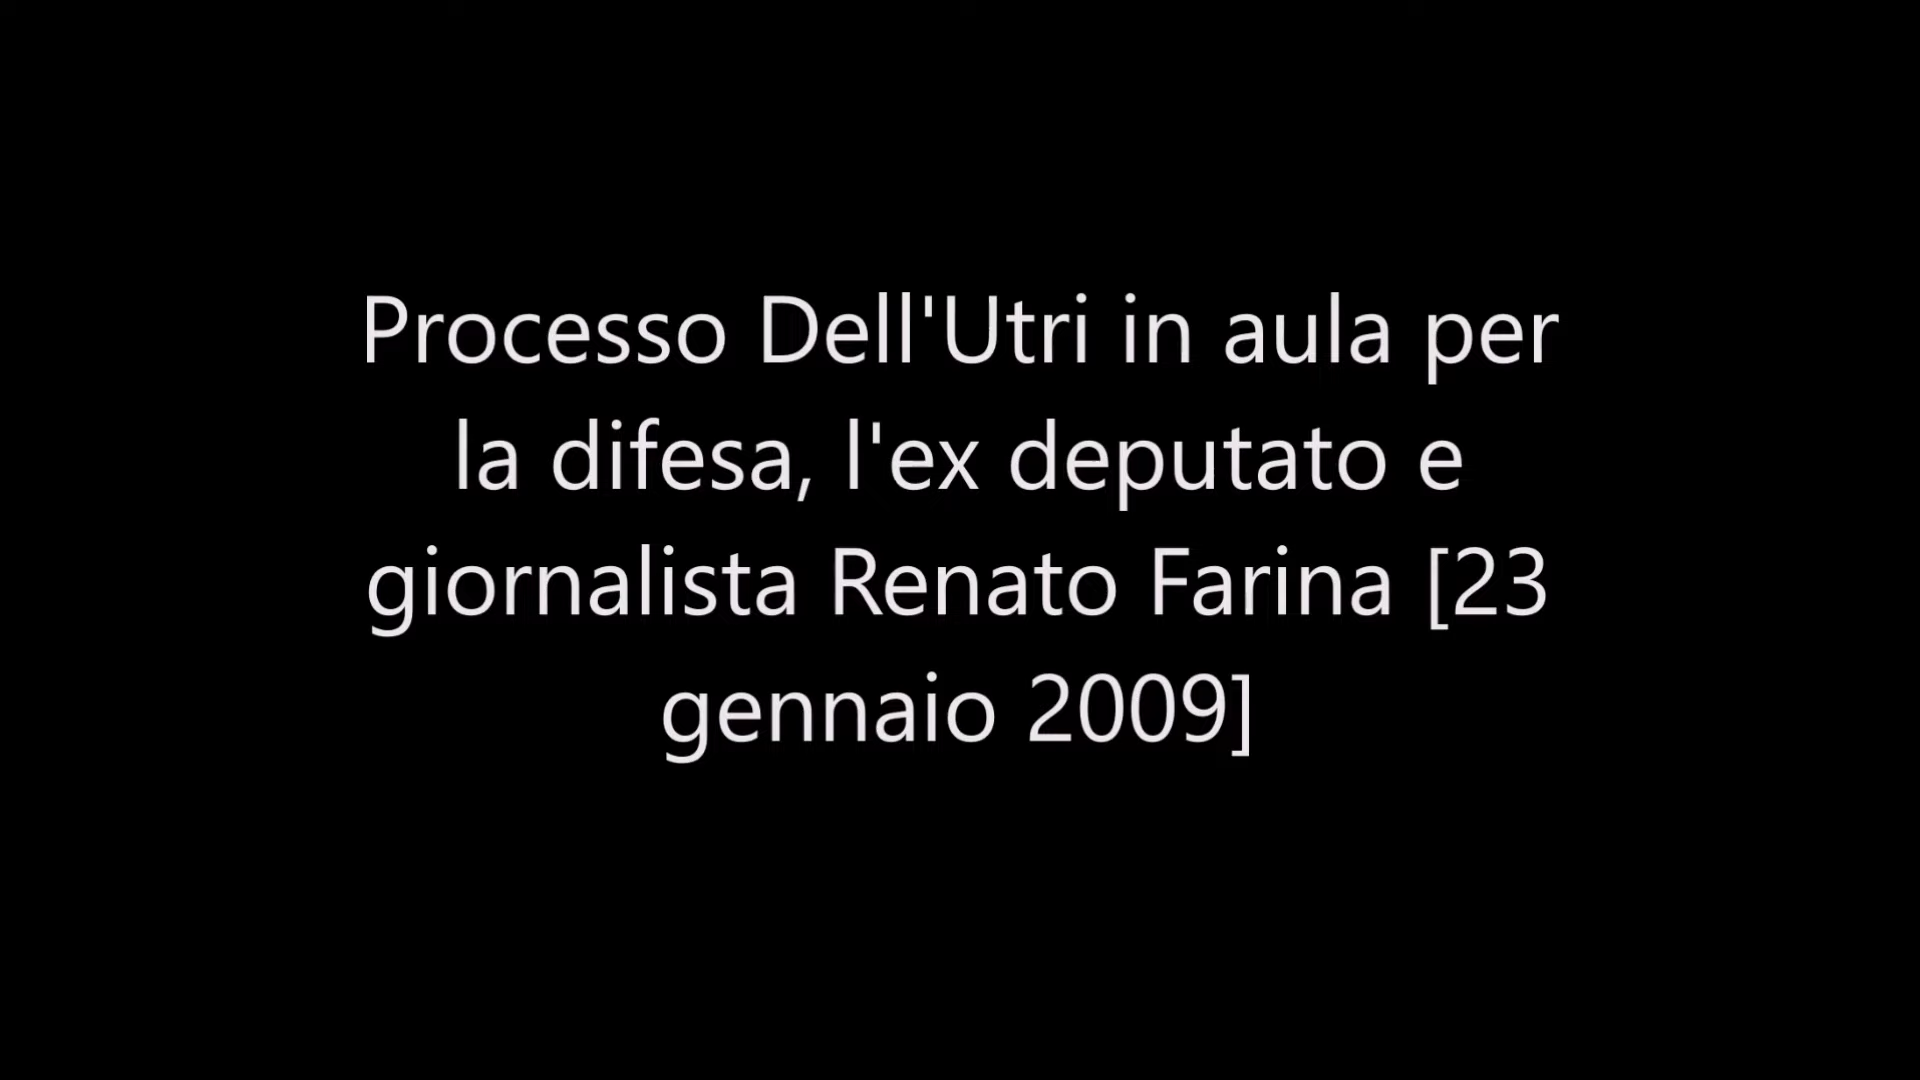 Processo Dell'Utri in aula per
la difesa, l'ex deputato e
giornalista Renato Farina [23
gennaio 2009]